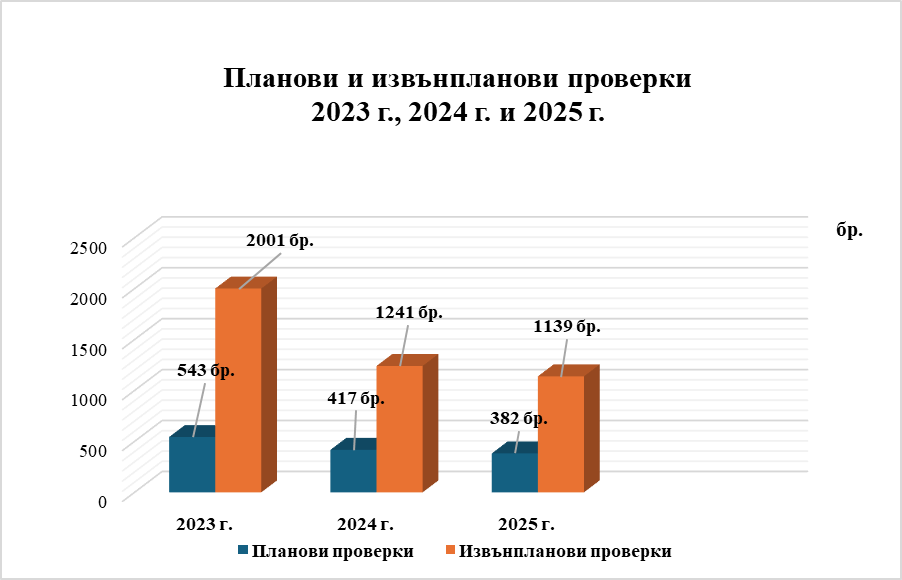 Планови и извънпланови проверки
2023 г., 2024 г. и 2025 г.
бр.
2500
2000
1500
1000
500
0
2001 бр.
543 бр.
1241 бр.
417 бр.
1139 бр.
382 бр.
2023 г.
2024 г.
2025 г.
Планови проверки
Извънпланови проверки